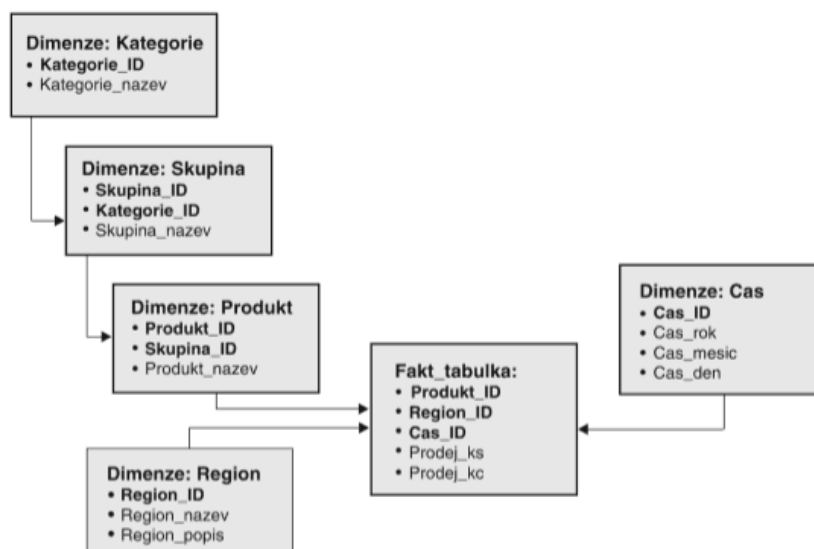 Dimenze: Kategorie
• Kategorie_ID
• Kategorie_nazev
Dimenze: Skupina
• Skupina_ID
• Kategorie_ID
• Skupina_nazev
Dimenze: Produkt
• Produkt_ID
• Skupina_ID
• Produkt_nazev
Dimenze: Region
• Region_ID
• Region_nazev
• Region_popis
Fakt_tabulka:
• Produkt_ID
• Region_ID
• Cas_ID
• Prodej_ks
• Prodej_kc
Dimenze: Cas
• Cas_ID
• Cas_rok
• Cas_mesic
• Cas_den